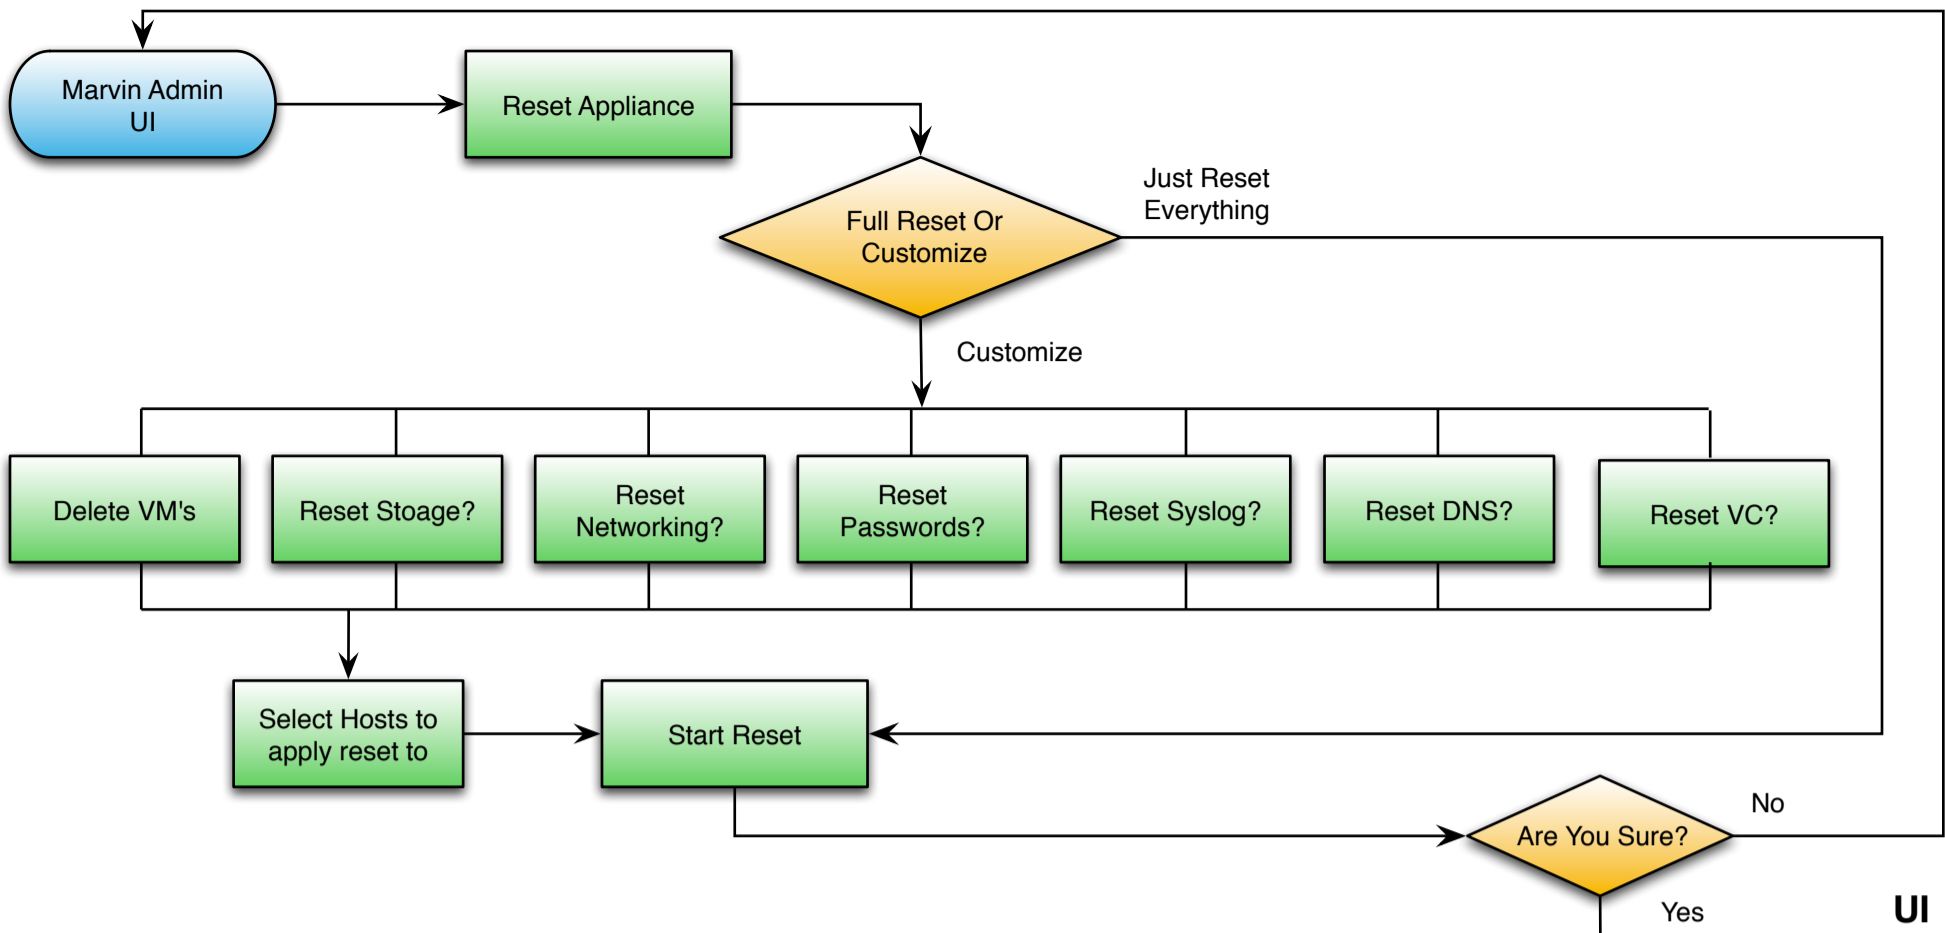 Marvin Admin
UI
Reset Appliance
Full Reset Or
Customize
Just Reset
Everything
Customize
Delete VM's
Reset Stoage?
Reset
Networking?
Reset
Passwords?
Reset Syslog?
Reset DNS?
Reset VC?
Select Hosts to
apply reset to
Start Reset
Are You Sure?
No
Yes
UI